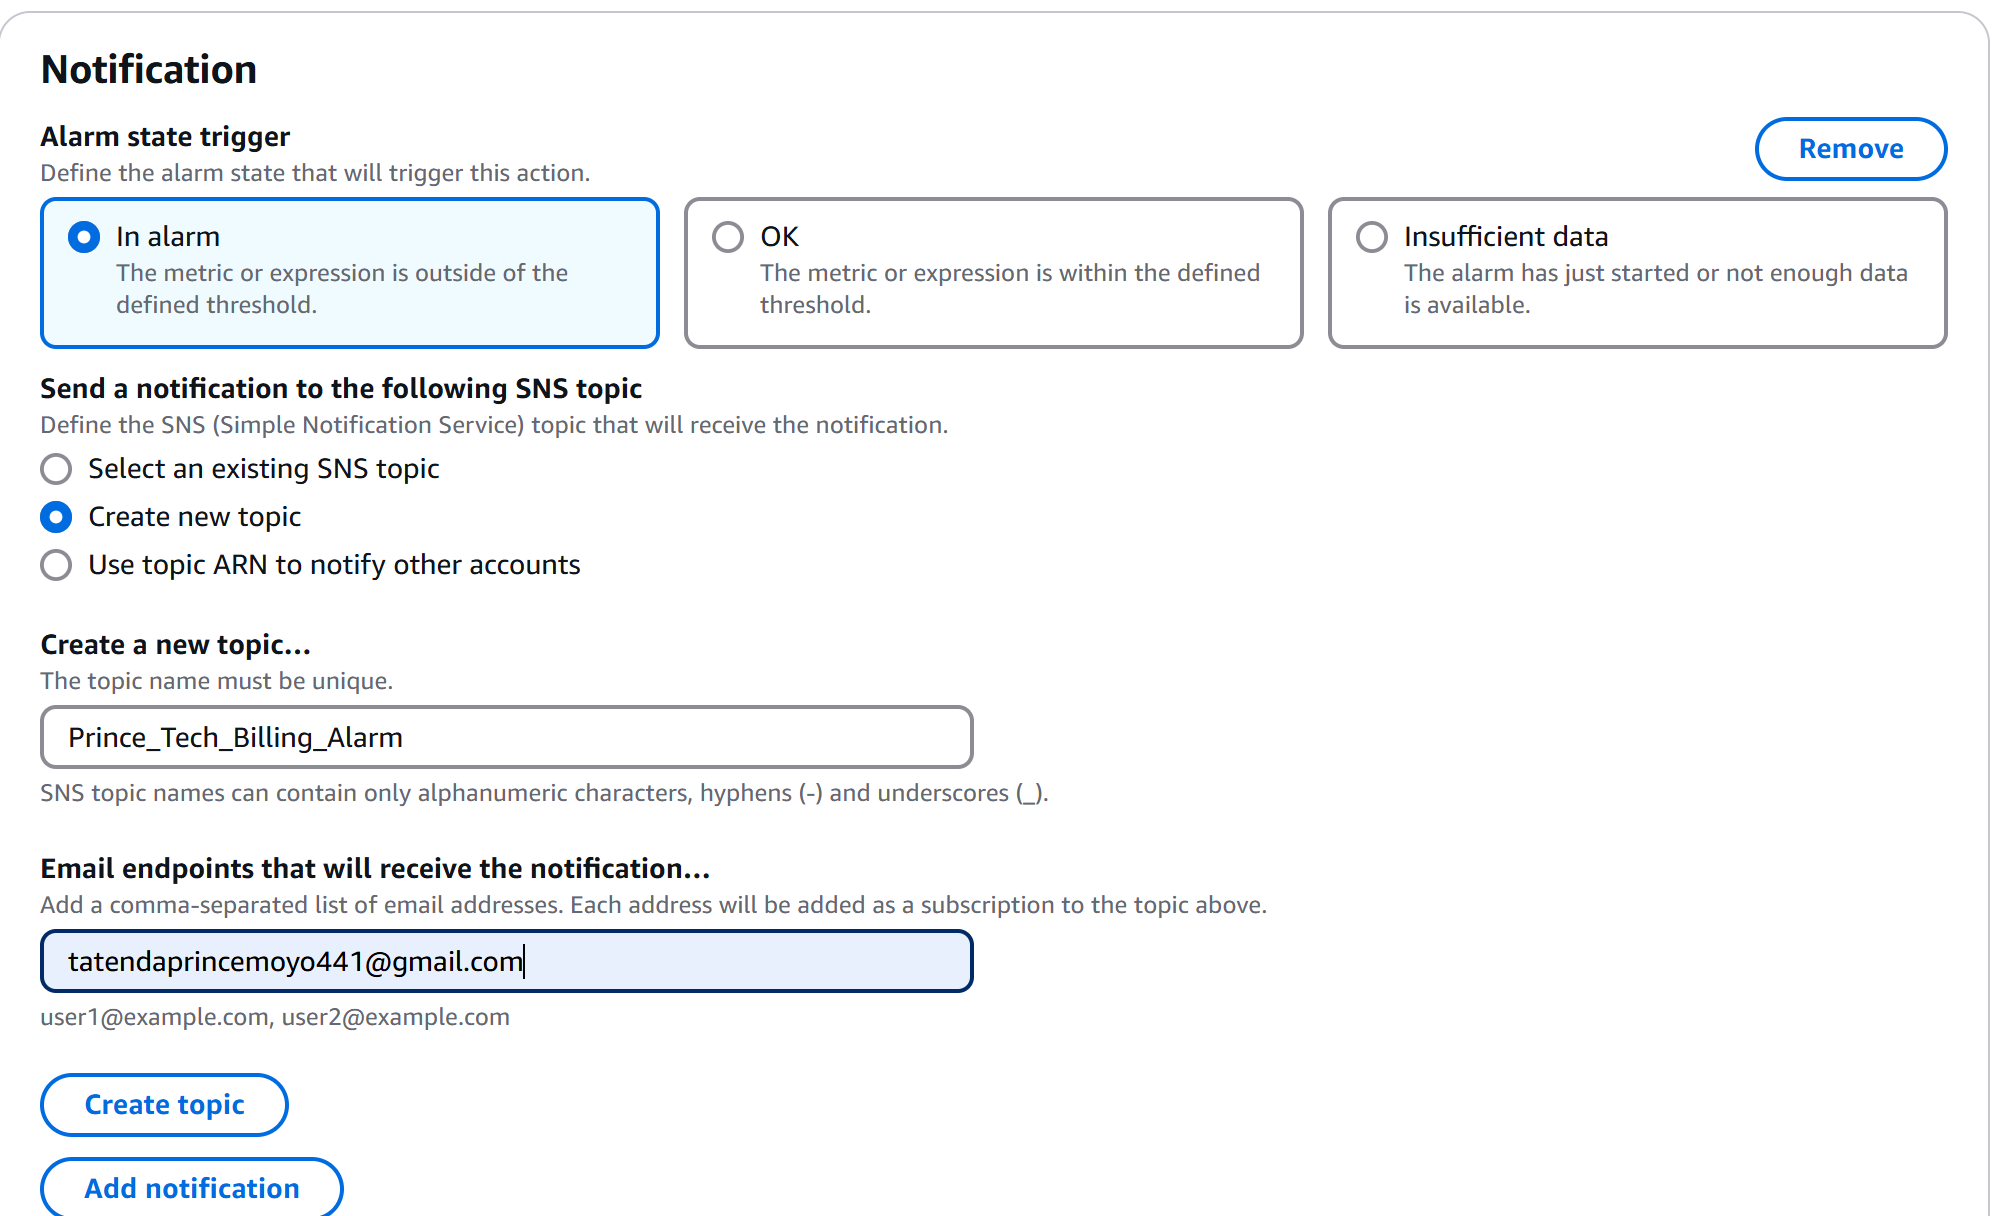 Notification
Alarm state trigger
Define the alarm state that will trigger this action.
Remove
In alarm
The metric or expression is outside of the
defined threshold.
OK
The metric or expression is within the defined
threshold.
Insufficient data
The alarm has just started or not enough data
is available.
Send a notification to the following SNS topic
Define the SNS (Simple Notification Service) topic that will receive the notification.
Select an existing SNS topic
Create new topic
Use topic ARN to notify other accounts
Create a new topic...
The topic name must be unique.
Prince_Tech_Billing_Alarm
SNS topic names can contain only alphanumeric characters, hyphens (-) and underscores (_).
Email endpoints that will receive the notification...
Add a comma-separated list of email addresses. Each address will be added as a subscription to the topic above.
tatendaprincemoyo441@gmail.com
user1@example.com, user2@example.com
Create topic
Add notification